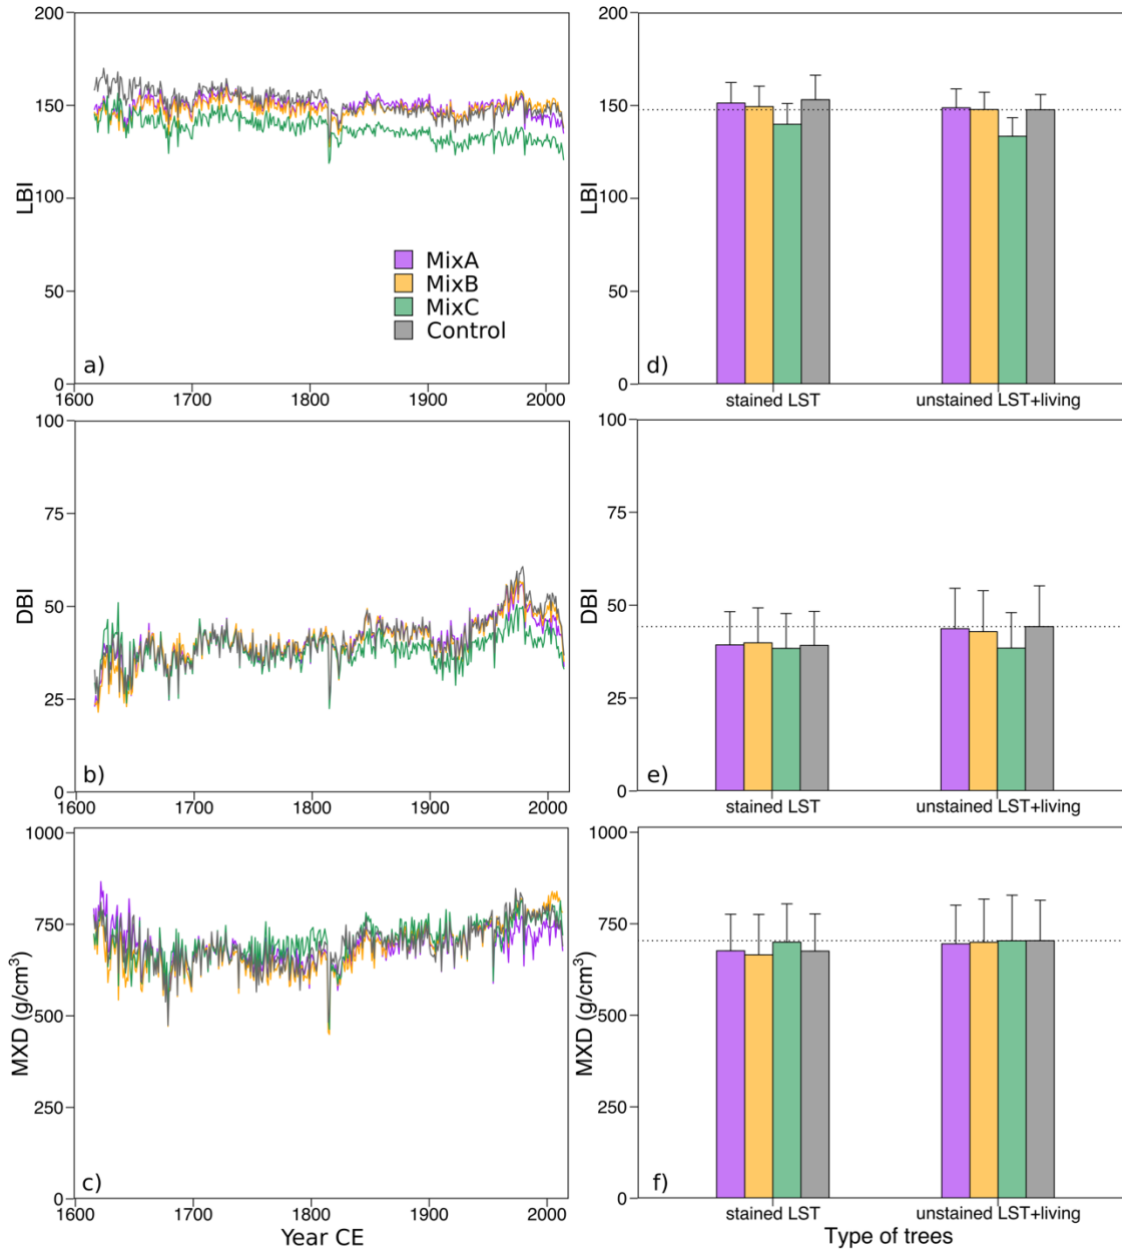 200
150
100
50
0
LBI
MixA
MixB
MixC
Control
a)
1600
1700
1800
1900
2000
200
150
100
50
0
LBI
d)
stained LST
unstained LST+living
100
75
50
25
0
DBI
b)
1600
1700
1800
1900
2000
100
75
50
25
0
DBI
e)
stained LST
unstained LST+living
1000
750
500
250
0
MXD (g/cm³)
c)
1600
1700
1800
1900
2000
Year CE
1000
750
500
250
0
MXD (g/cm³)
f)
stained LST
unstained LST+living
Type of trees